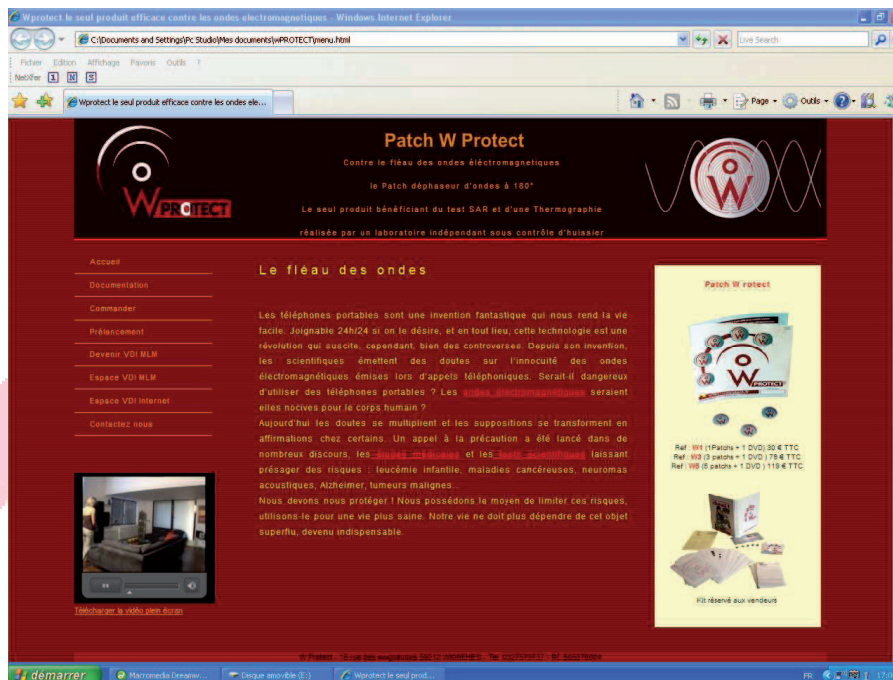 Wprotect le seul produit efficace contre les ondes electromagnetiques - Windows Internet Explorer
C:\Documents and Settings\Pc Studio\Mes documents\wPROTECT\menu.html
Live Search
Fichier Edition Affichage Favoris Outils ?
Wprotect le seul produit efficace contre les ondes ele...
Page
Outils
W PROTECT
Patch W Protect
Contre le fléau des ondes éléctromagnetiques
le Patch déphaseur d'ondes à 180°
Le seul produit bénéficiant du test SAR et d'une Thermographie
réalisée par un laboratoire indépendant sous contrôle d'huissier
W
Accueil
Documentation
Commander
Prélancement
Devenir VDI MLM
Espace VDI MLM
Espace VDI Internet
Contactez nous
Télécharger la vidéo plein écran
Le fléau des ondes
Les téléphones portables sont une invention fantastique qui nous rend la vie
facile. Joignable 24h/24 si on le désire, et en tout lieu, cette technologie est une
révolution qui suscite, cependant, bien des controverses. Depuis son invention,
les scientifiques émettent des doutes sur l'innocuité des ondes
électromagnétiques émises lors d'appels téléphoniques. Serait-il dangereux
d'utiliser des téléphones portables ? Les ondes électromagnétiques seraient
elles nocives pour le corps humain ?
Aujourd'hui les doutes se multiplient et les suppositions se transforment en
affirmations chez certains. Un appel à la précaution a été lancé dans de
nombreux discours, les études médicales et les tests scientifiques laissant
présager des risques : leucémie infantile, maladies cancéreuses, neuromas
acoustiques, Alzheimer, tumeurs malignes...
Nous devons nous protéger ! Nous possédons le moyen de limiter ces risques,
utilisons-le pour une vie plus saine. Notre vie ne doit plus dépendre de cet objet
superflu, devenu indispensable.
Patch W rotect
W PROTECT
Ref : W1 (1Patchs + 1 DVD) 30 € TTC
Ref : W3 (3 patchs + 1 DVD ) 75 € TTC
Ref : W5 (5 patchs + 1 DVD ) 119 € TTC
Kit réservé aux vendeurs
W Protect
démarrer
Macromedia Dreamw...
Disque amovible (E:)
Wprotect le seul prod...
FR